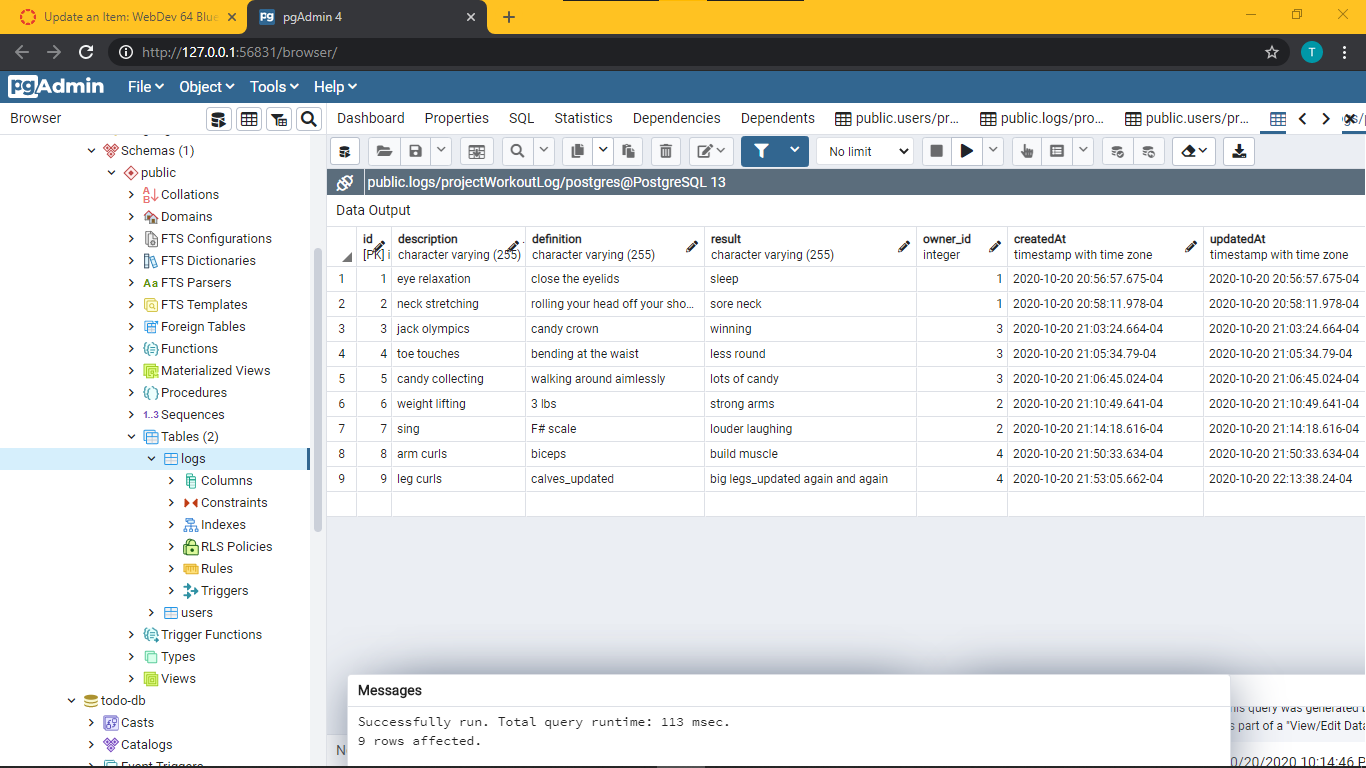 Update an Item: WebDev 64 Blue
pgAdmin 4
http://127.0.0.1:56831/browser/
T
pgAdmin
File Object Tools Help
Browser
Dashboard Properties SQL Statistics Dependencies Dependents public.users/pr... public.logs/pro... public.users/pr...
No limit
public.logs/projectWorkoutLog/postgres@PostgreSQL 13
Schemas (1)
public
Collations
Domains
FTS Configurations
FTS Dictionaries
FTS Parsers
FTS Templates
Foreign Tables
Functions
Materialized Views
Procedures
1..3 Sequences
Tables (2)
logs
Columns
Constraints
Indexes
RLS Policies
Rules
Triggers
users
Trigger Functions
Types
Views
todo-db
Casts
Catalogs
Event Triggers
Data Output
id description definition result owner_id createdAt updatedAt
[PK] i character varying (255) character varying (255) character varying (255) integer timestamp with time zone timestamp with time zone
1 1 eye relaxation close the eyelids sleep 1 2020-10-20 20:56:57.675-04 2020-10-20 20:56:57.675-04
2 2 neck stretching rolling your head off your sho... sore neck 1 2020-10-20 20:58:11.978-04 2020-10-20 20:58:11.978-04
3 3 jack olympics candy crown winning 3 2020-10-20 21:03:24.664-04 2020-10-20 21:03:24.664-04
4 4 toe touches bending at the waist less round 3 2020-10-20 21:05:34.79-04 2020-10-20 21:05:34.79-04
5 5 candy collecting walking around aimlessly lots of candy 3 2020-10-20 21:06:45.024-04 2020-10-20 21:06:45.024-04
6 6 weight lifting 3 lbs strong arms 2 2020-10-20 21:10:49.641-04 2020-10-20 21:10:49.641-04
7 7 sing F# scale louder laughing 2 2020-10-20 21:14:18.616-04 2020-10-20 21:14:18.616-04
8 8 arm curls biceps build muscle 4 2020-10-20 21:50:33.634-04 2020-10-20 21:50:33.634-04
9 9 leg curls calves_updated big legs_updated again and again 4 2020-10-20 21:53:05.662-04 2020-10-20 22:13:38.24-04
Messages
Successfully run. Total query runtime: 113 msec.
9 rows affected.
his query was generated
s part of a "View/Edit Data
0/20/2020 10:14:46 P